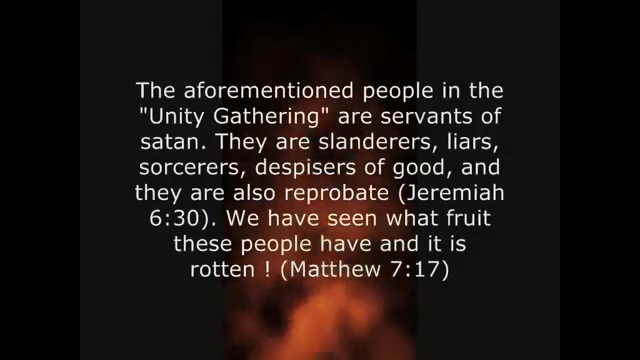 The aforementioned people in the
"Unity Gathering" are servants of
satan. They are slanderers, liars,
sorcerers, despisers of good, and
they are also reprobate (Jeremiah
6:30). We have seen what fruit
these people have and it is
rotten ! (Matthew 7:17)